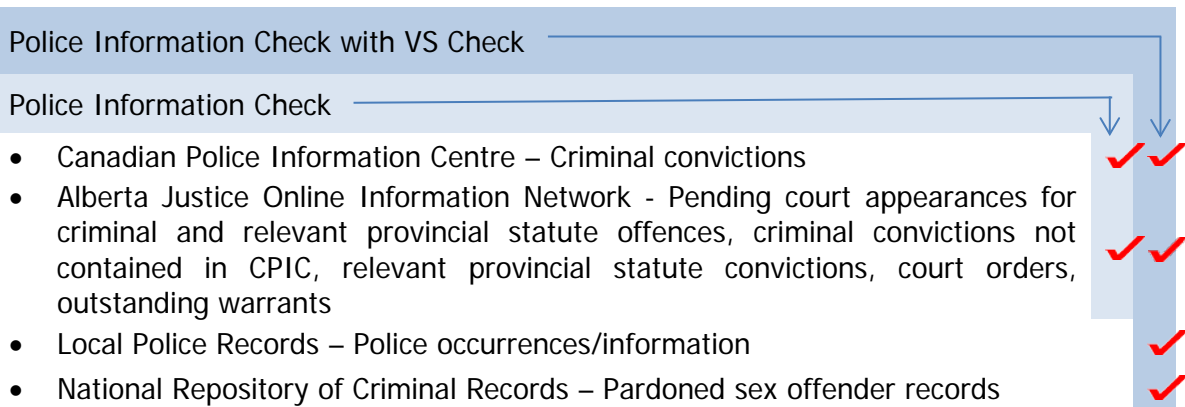 Police Information Check with VS Check
Police Information Check
• Canadian Police Information Centre – Criminal convictions
• Alberta Justice Online Information Network - Pending court appearances for
criminal and relevant provincial statute offences, criminal convictions not
contained in CPIC, relevant provincial statute convictions, court orders,
outstanding warrants
• Local Police Records – Police occurrences/information
• National Repository of Criminal Records – Pardoned sex offender records